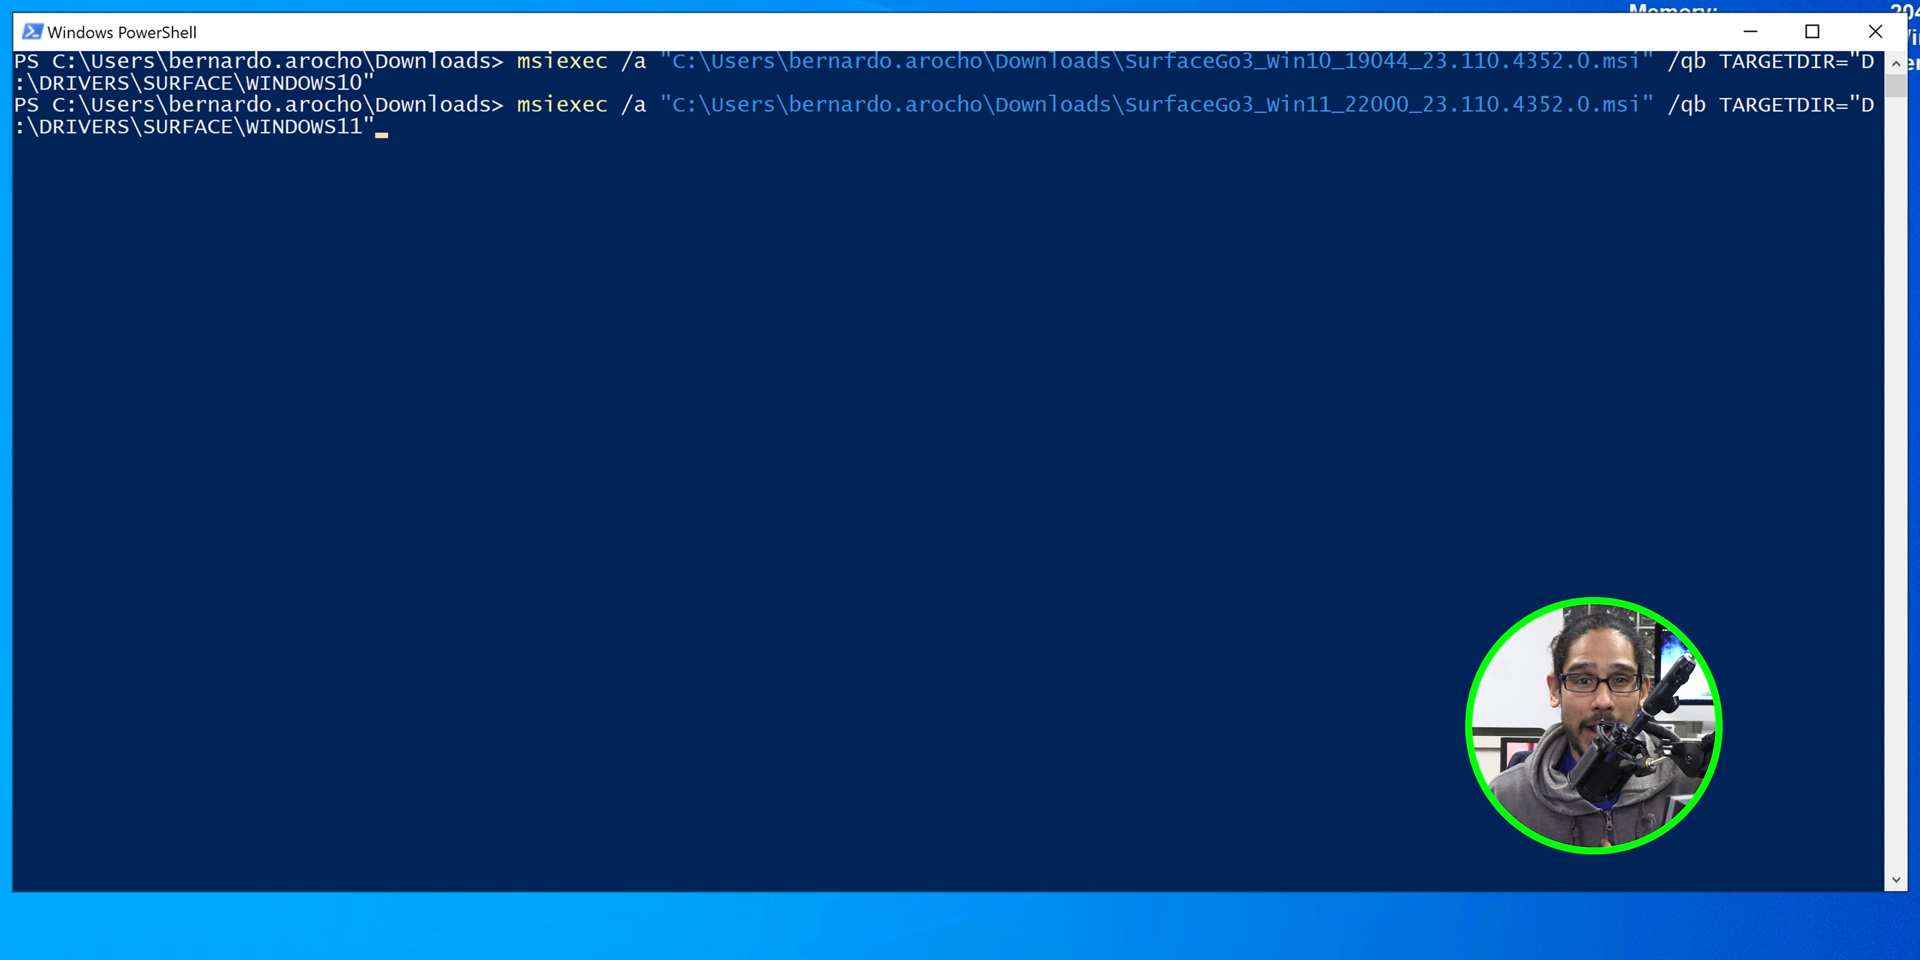 Memory:
204
Windows PowerShell
PS C:\Users\bernardo.arocho\Downloads> msiexec /a "C:\Users\bernardo.arocho\Downloads\SurfaceGo3_Win10_19044_23.110.4352.0.msi" /qb TARGETDIR="D
:\DRIVERS\SURFACE\WINDOWS10"
PS C:\Users\bernardo.arocho\Downloads> msiexec /a "C:\Users\bernardo.arocho\Downloads\SurfaceGo3_Win11_22000_23.110.4352.0.msi" /qb TARGETDIR="D
:\DRIVERS\SURFACE\WINDOWS11"